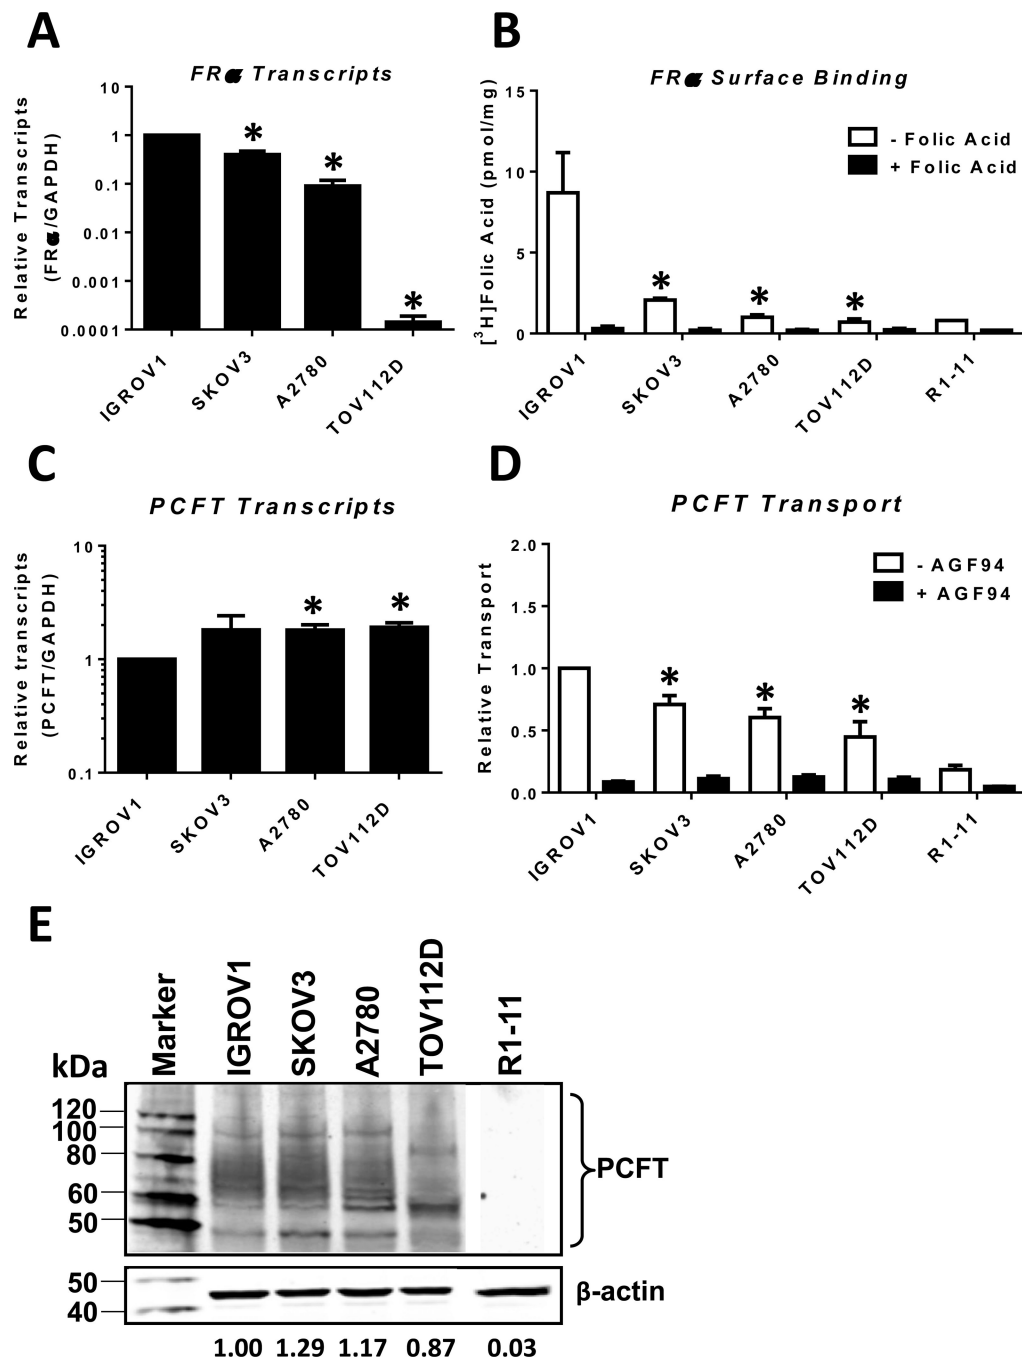 A
FRα Transcripts
Relative Transcripts
(FRα/GAPDH)
10
1
0.1
0.01
0.001
0.0001
*
*
*
IGROV1
SKOV3
A2780
TOV112D
B
FRα Surface Binding
[³H]Folic Acid (pmol/mg)
15
10
5
0
- Folic Acid
+ Folic Acid
*
*
*
IGROV1
SKOV3
A2780
TOV112D
R1-11
C
PCFT Transcripts
Relative transcripts
(PCFT/GAPDH)
10
1
0.1
*
*
IGROV1
SKOV3
A2780
TOV112D
D
PCFT Transport
Relative Transport
2.0
1.5
1.0
0.5
0.0
- AGF94
+ AGF94
*
*
*
IGROV1
SKOV3
A2780
TOV112D
R1-11
E
kDa
Marker
IGROV1
SKOV3
A2780
TOV112D
R1-11
120
100
80
60
50
PCFT
50
40
β-actin
1.00 1.29 1.17 0.87 0.03